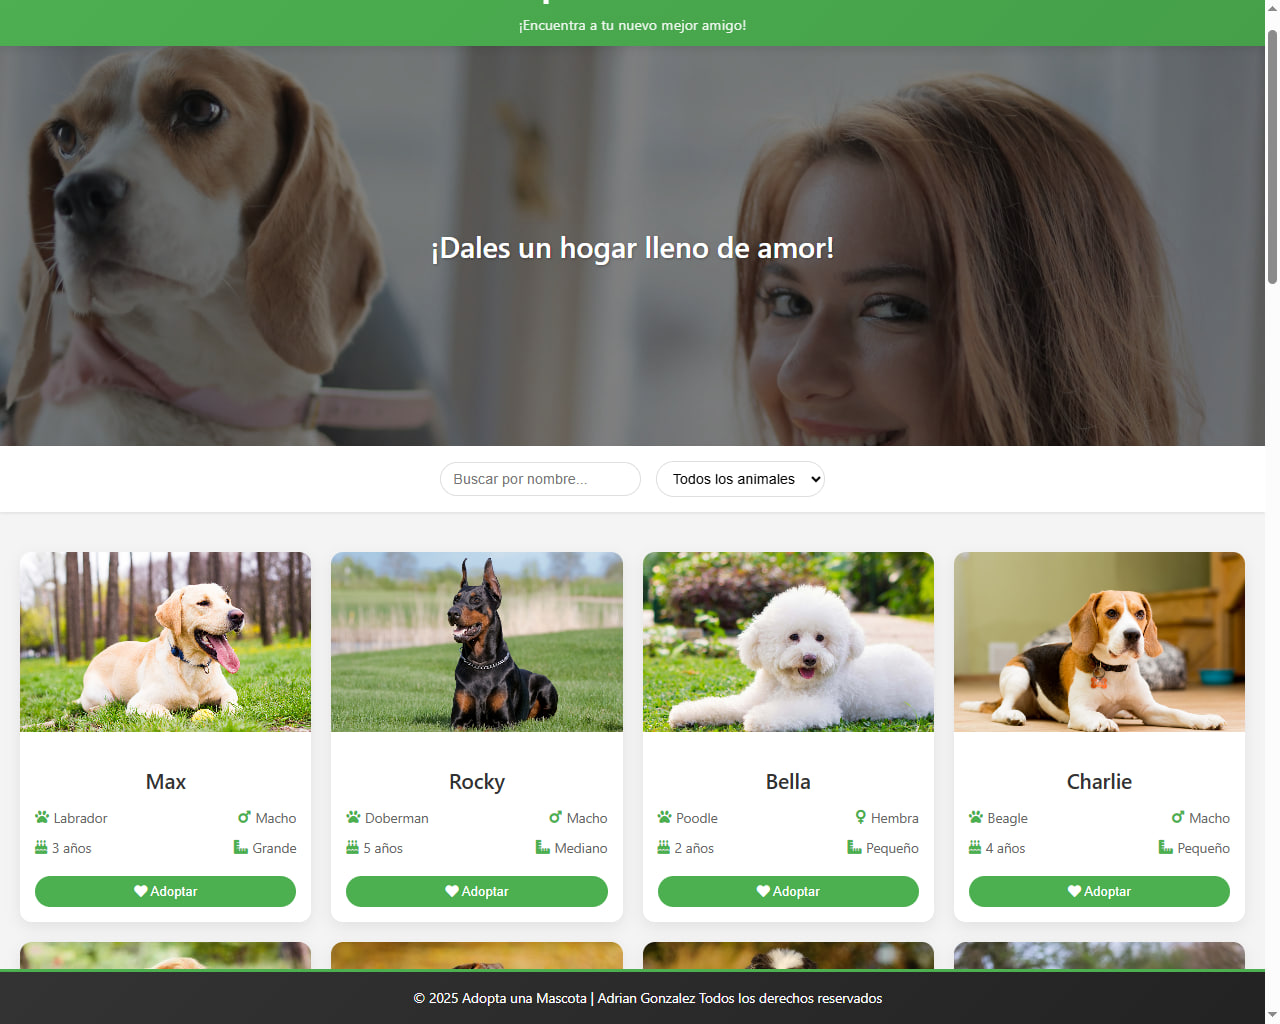 ¡Encuentra a tu nuevo mejor amigo!
¡Dales un hogar lleno de amor!
Buscar por nombre...
Todos los animales
Max
Labrador
Macho
3 años
Grande
Adoptar
Rocky
Doberman
Macho
5 años
Mediano
Adoptar
Bella
Poodle
Hembra
2 años
Pequeño
Adoptar
Charlie
Beagle
Macho
4 años
Pequeño
Adoptar
© 2025 Adopta una Mascota | Adrian Gonzalez Todos los derechos reservados